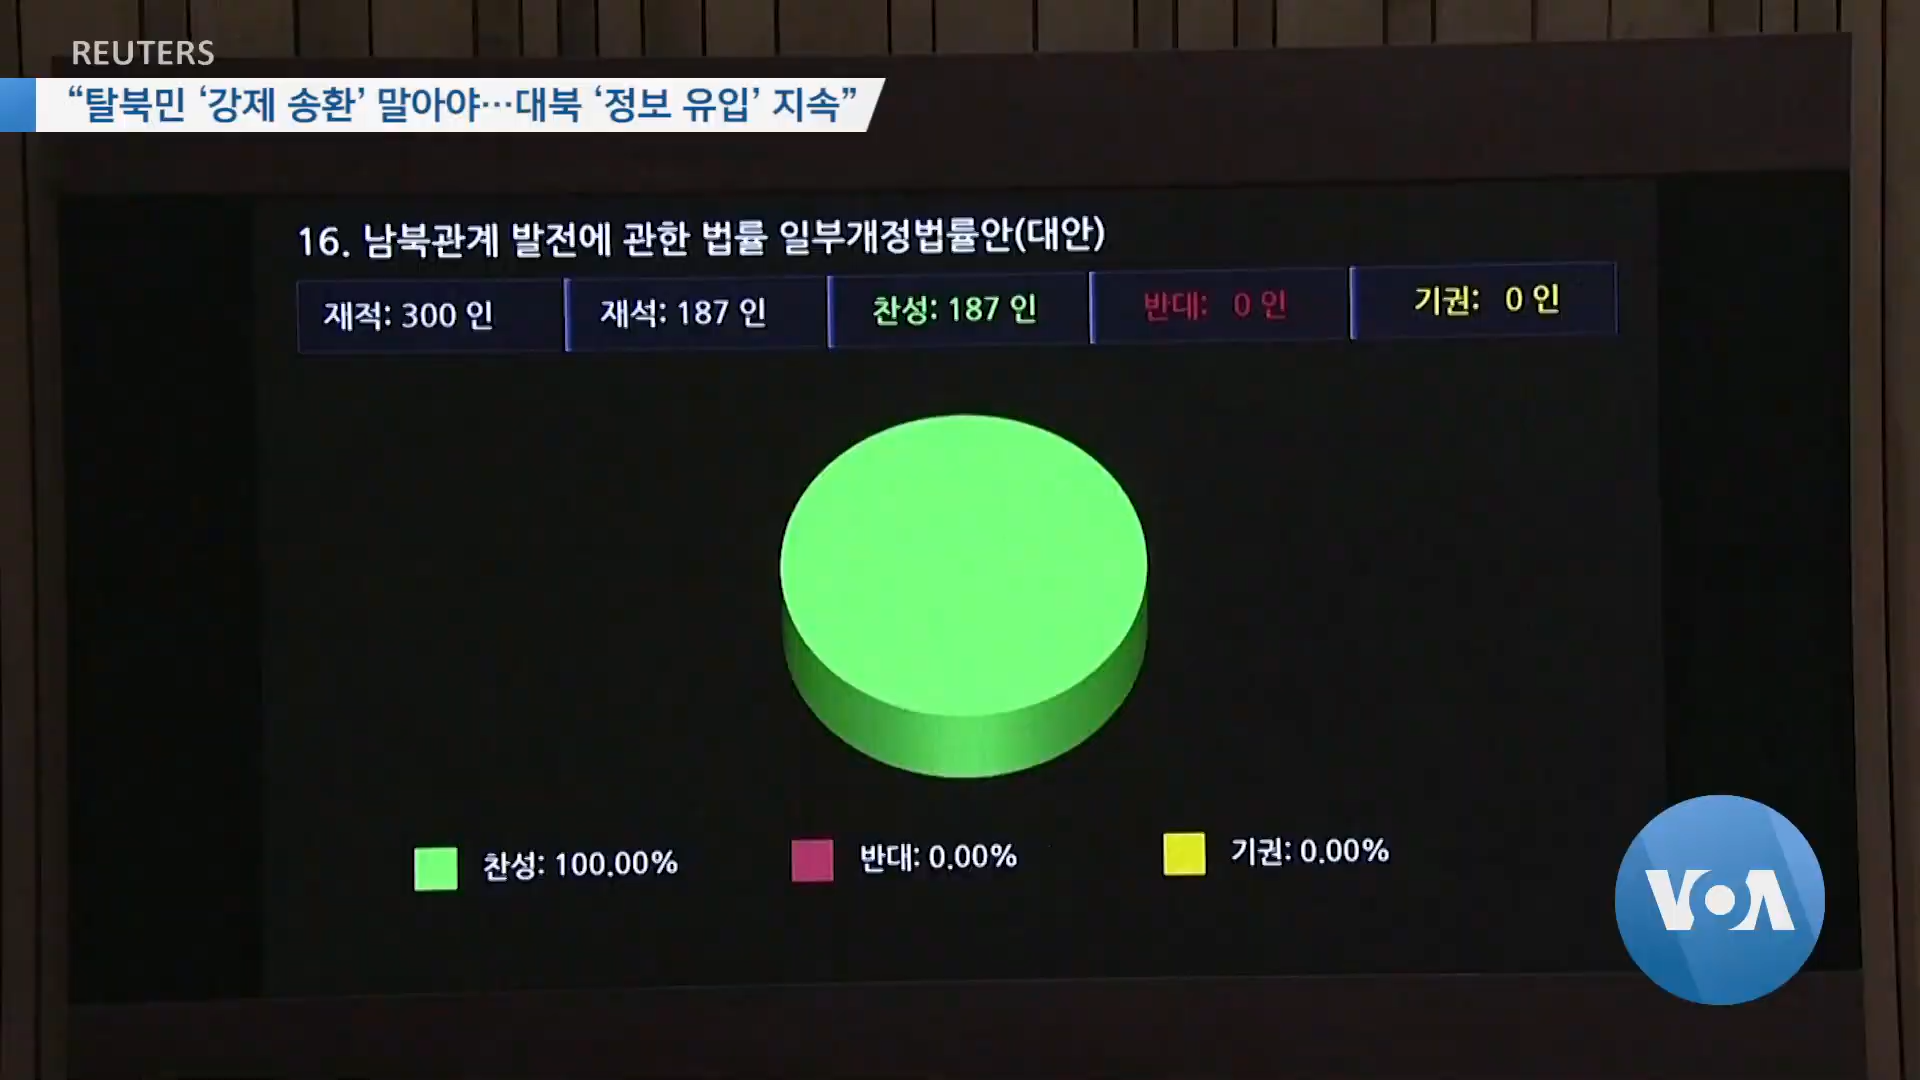 REUTERS
“탈북민 ‘강제 송환’ 말아야…대북 ‘정보 유입’ 지속”
16. 남북관계 발전에 관한 법률 일부개정법률안(대안)
재적: 300 인 재석: 187 인 찬성: 187 인 반대: 0 인 기권: 0 인
찬성: 100.00% 반대: 0.00% 기권: 0.00%
VOA